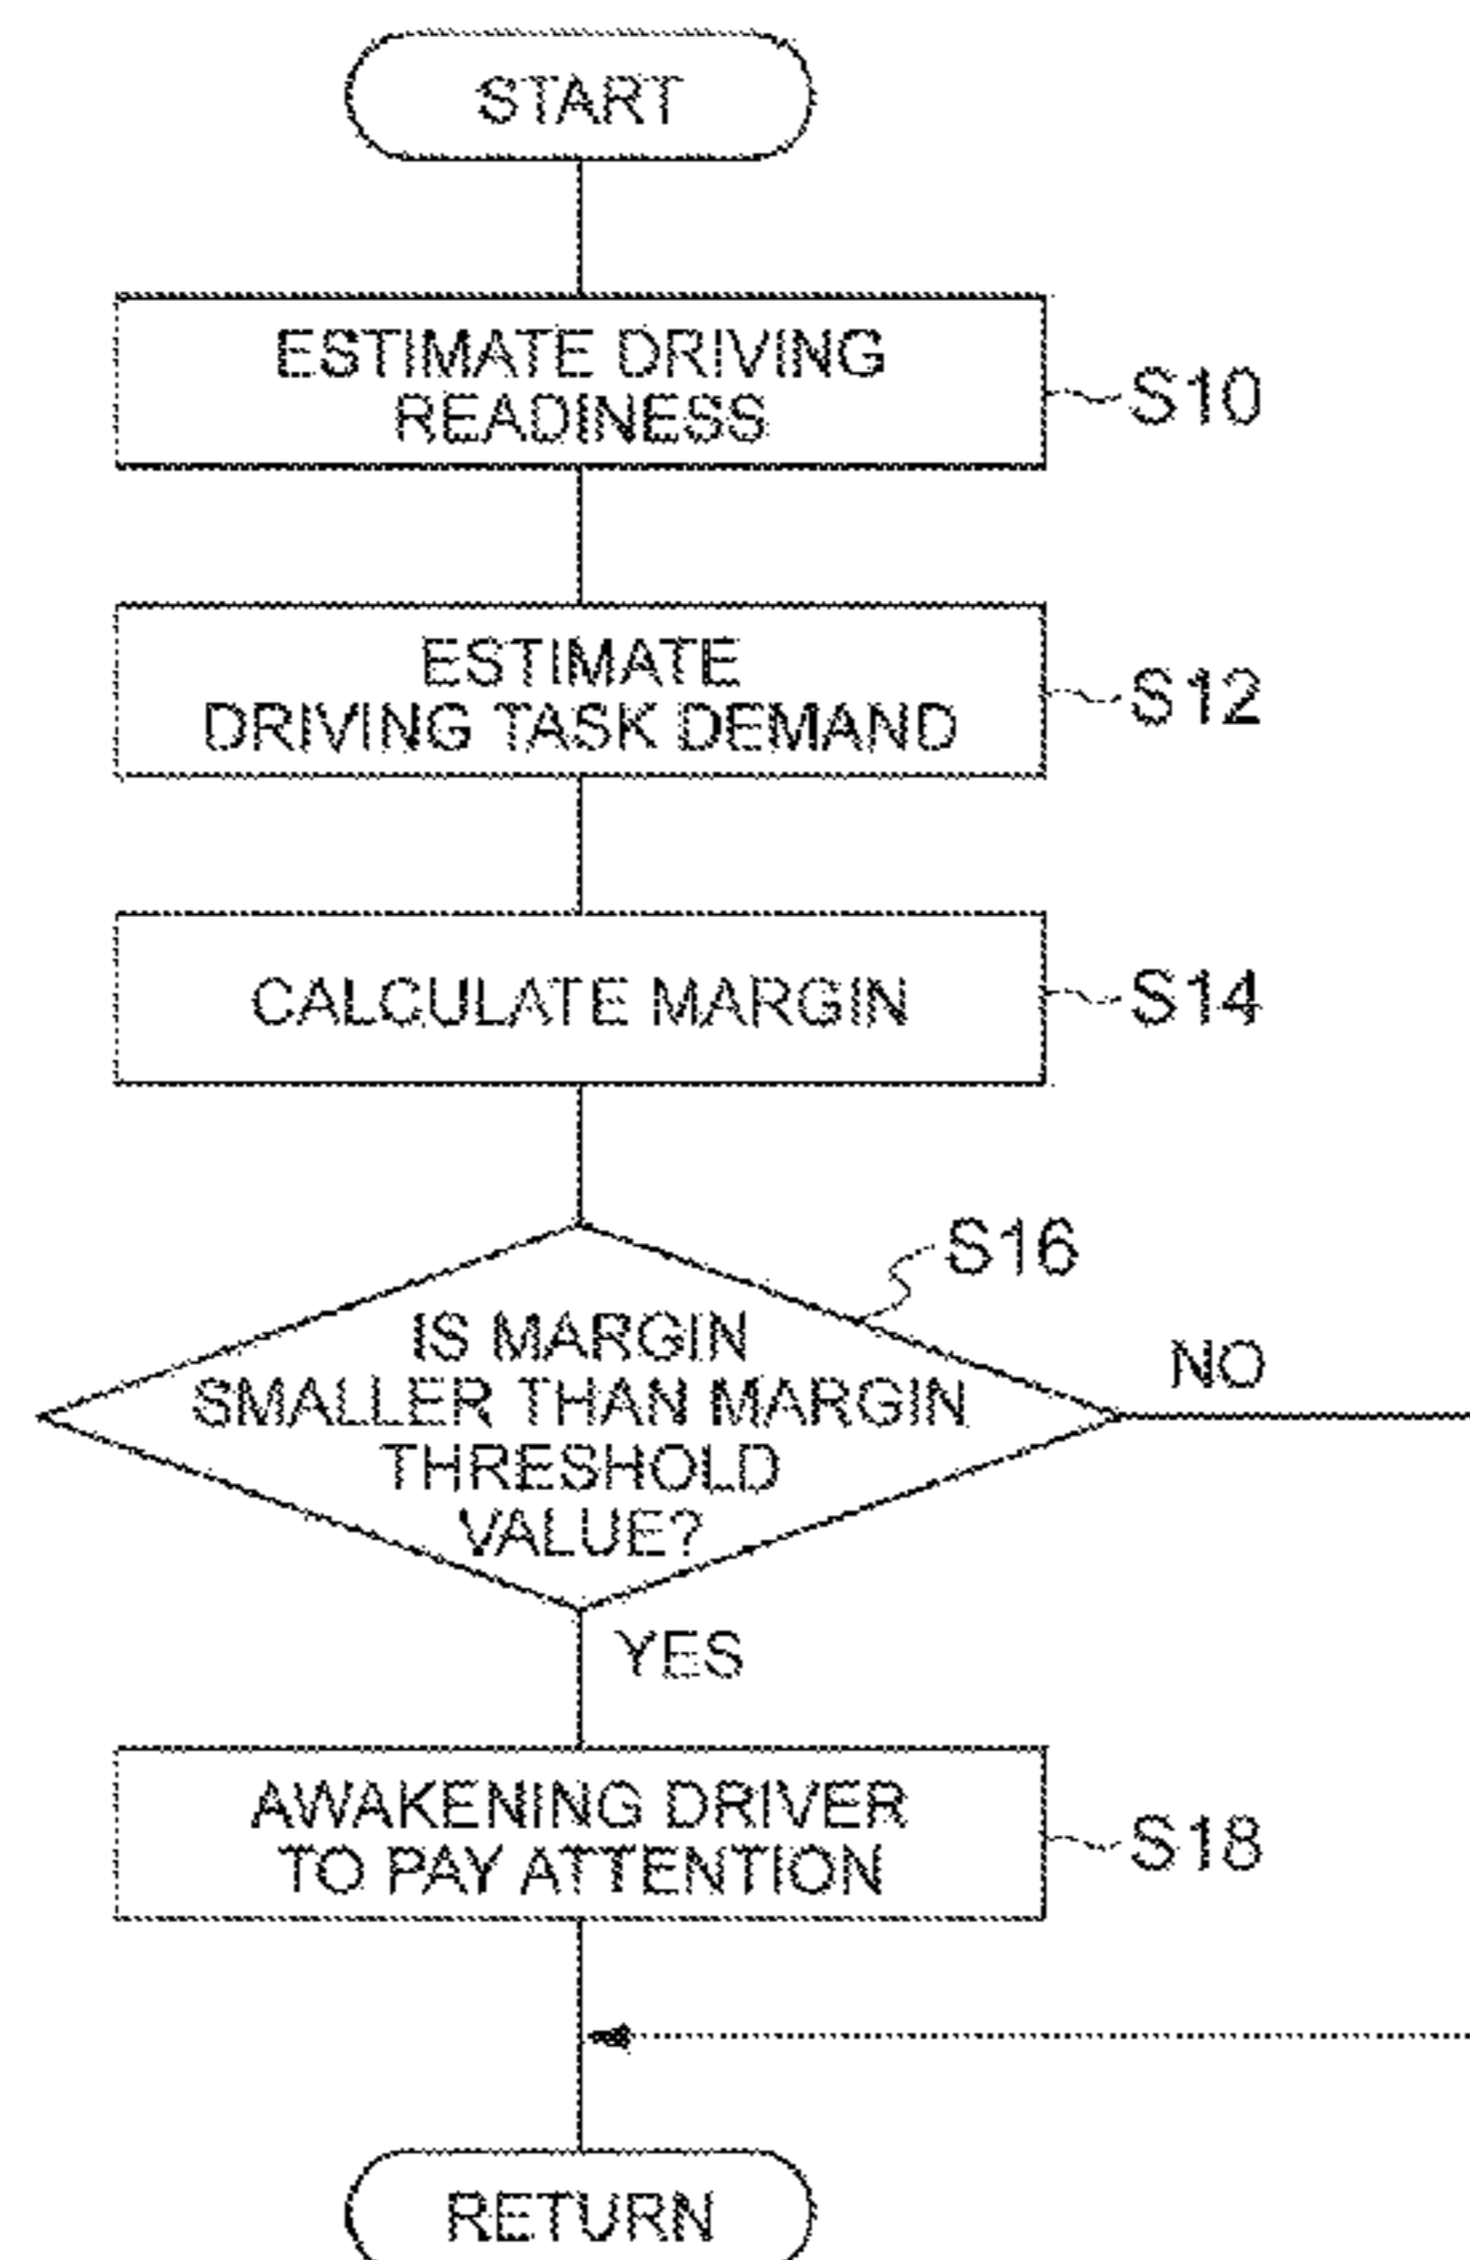 START
ESTIMATE DRIVING
READINESS
S10
ESTIMATE
DRIVING TASK DEMAND
S12
CALCULATE MARGIN
S14
S16
IS MARGIN
SMALLER THAN MARGIN
THRESHOLD
VALUE?
NO
YES
AWAKENING DRIVER
TO PAY ATTENTION
S18
RETURN